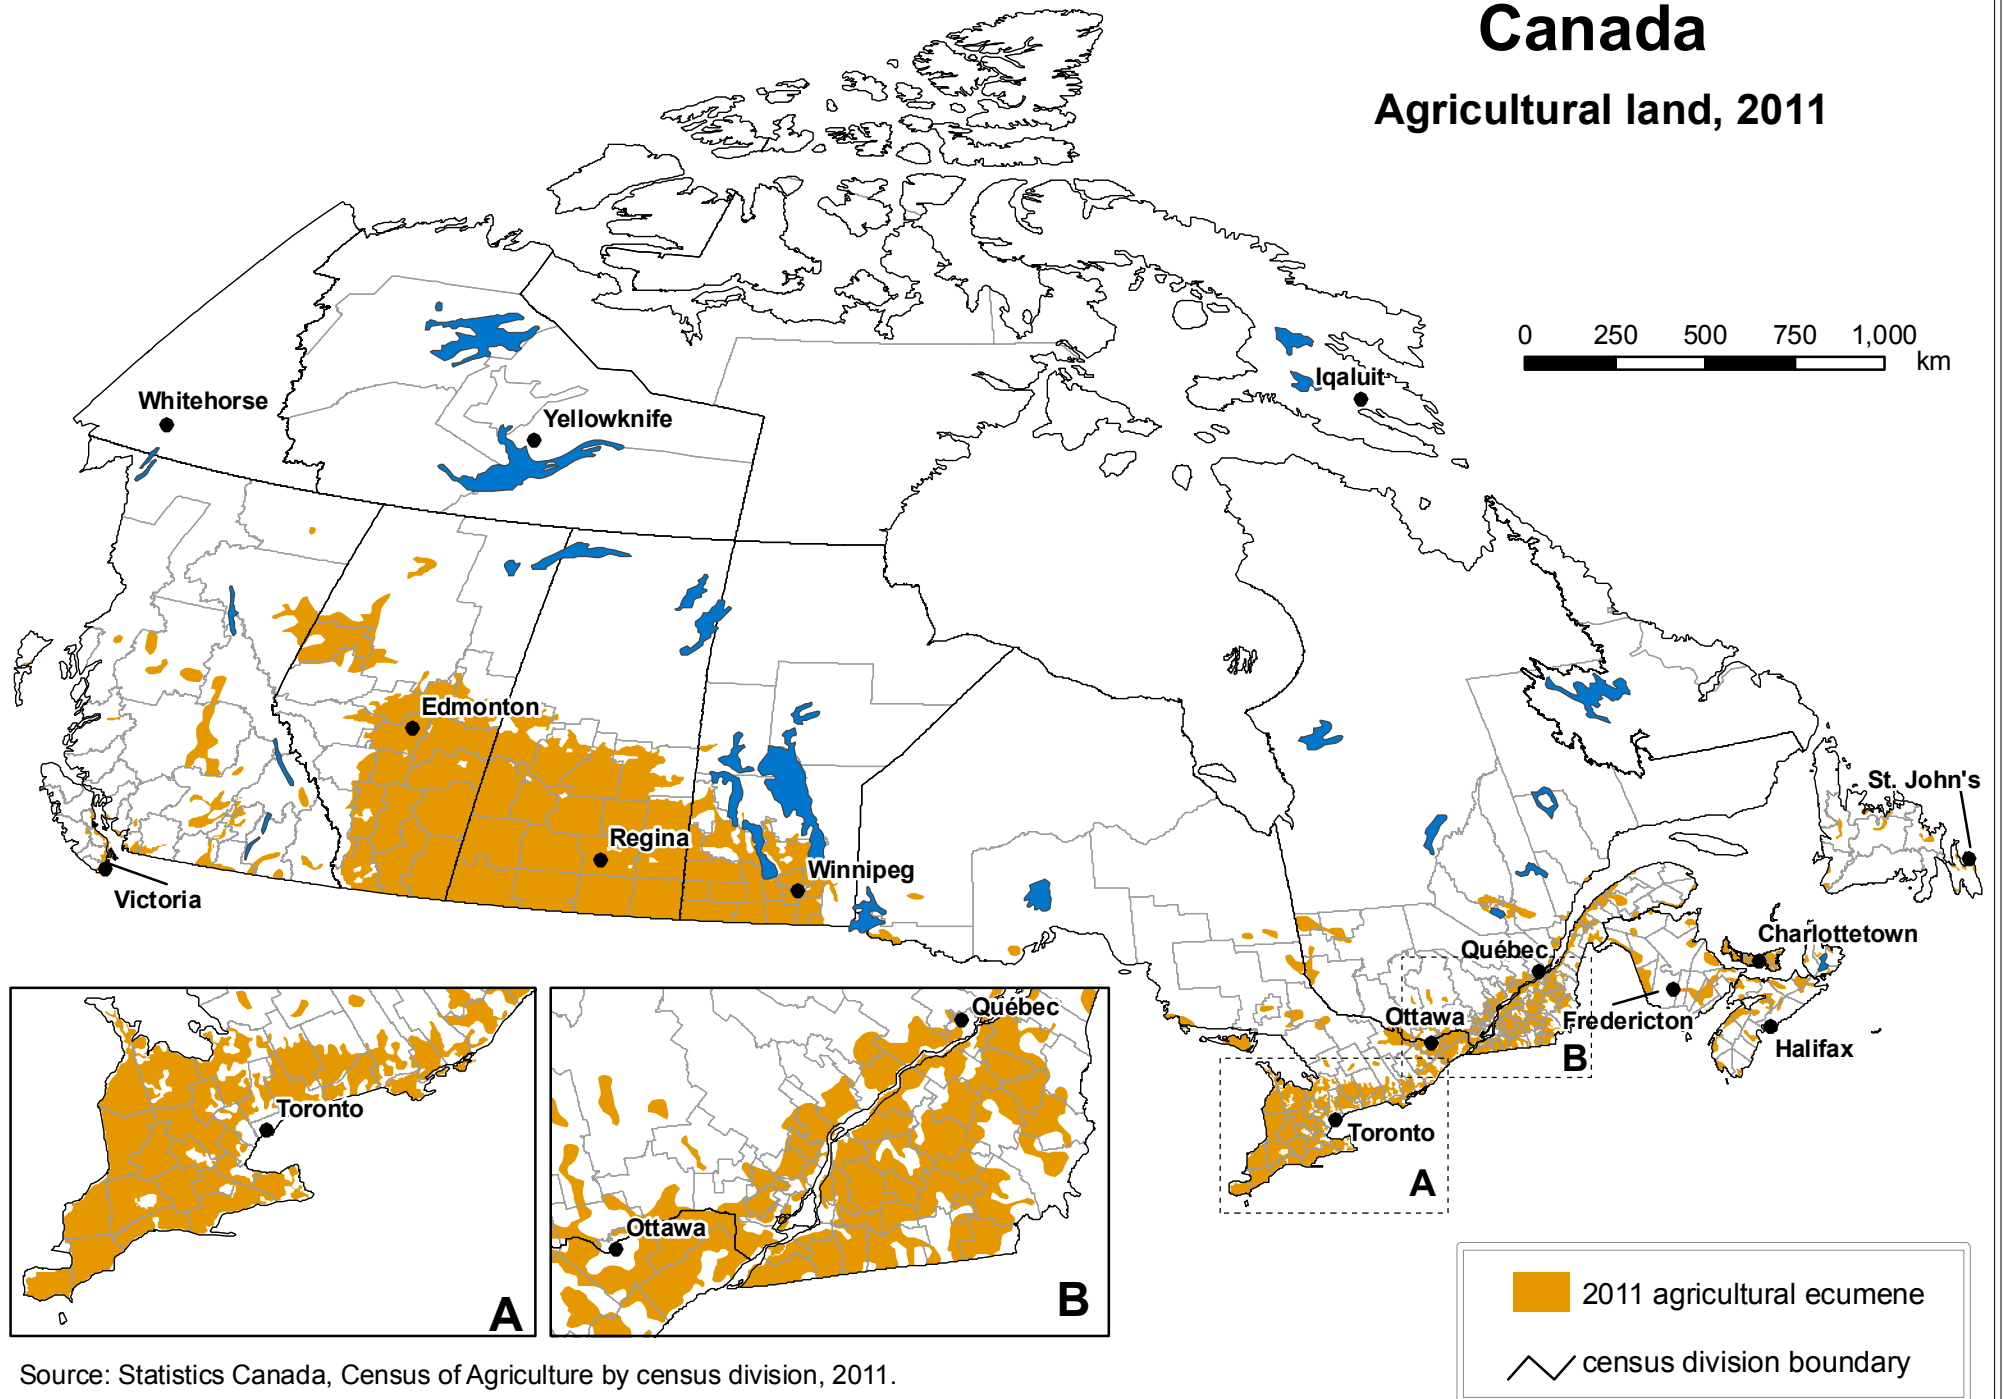 Canada
Agricultural land, 2011
0 250 500 750 1,000 km
Whitehorse
Yellowknife
Iqaluit
Edmonton
Regina
Winnipeg
Victoria
St. John's
Charlottetown
Québec
Ottawa
Fredericton
Halifax
B
Toronto
A
Toronto
A
Québec
Ottawa
B
2011 agricultural ecumene
census division boundary
Source: Statistics Canada, Census of Agriculture by census division, 2011.